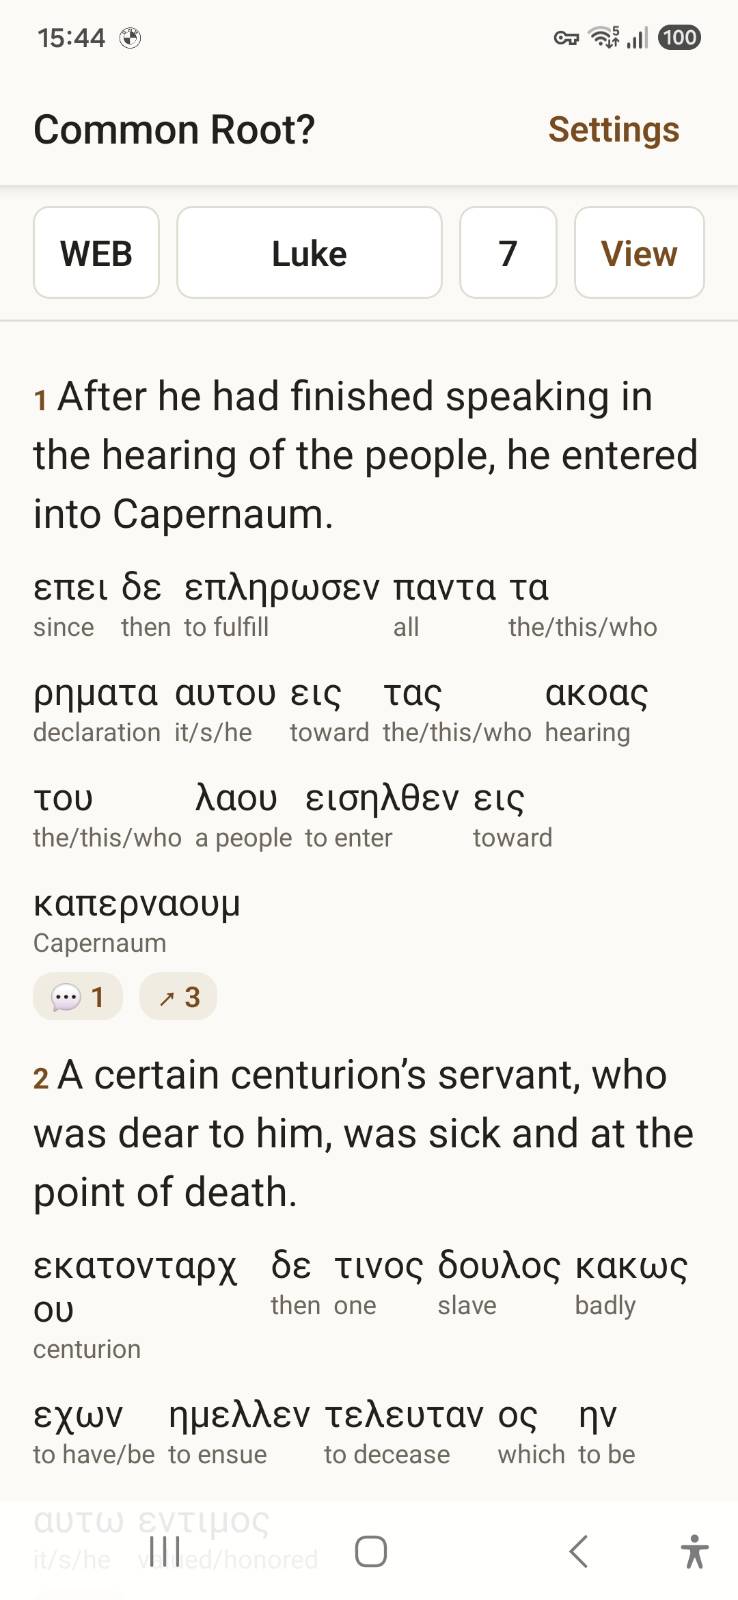 15:44 5 100
Common Root? Settings
WEB Luke 7 View
1 After he had finished speaking in
the hearing of the people, he entered
into Capernaum.
επει δε επληρωσεν παντα τα
since then to fulfill all the/this/who
ρηματα αυτου εις τας ακοας
declaration it/s/he toward the/this/who hearing
του λαου εισηλθεν εις
the/this/who a people to enter toward
καπερναουμ
Capernaum
💬 1 ↗ 3
2 A certain centurion’s servant, who
was dear to him, was sick and at the
point of death.
εκατονταρχ δε τινος δουλος κακως
ου then one slave badly
centurion
εχων ημελλεν τελευταν ος ην
to have/be to ensue to decease which to be
αυτω εντιμος
it/s/he valued/honored